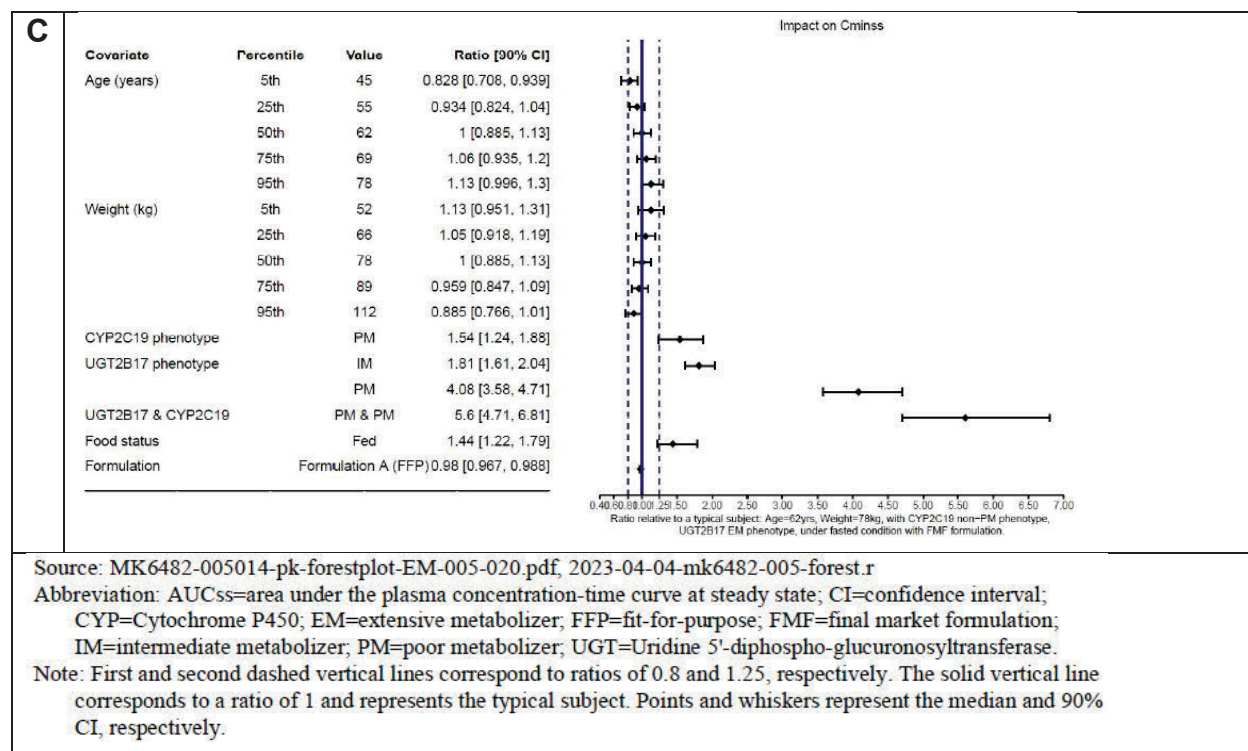 C
Impact on Cminss
Covariate Percentile Value Ratio [90% CI]
Age (years) 5th 45 0.828 [0.708, 0.939]
25th 55 0.934 [0.824, 1.04]
50th 62 1 [0.885, 1.13]
75th 69 1.06 [0.935, 1.2]
95th 78 1.13 [0.996, 1.3]
Weight (kg) 5th 52 1.13 [0.951, 1.31]
25th 66 1.05 [0.918, 1.19]
50th 78 1 [0.885, 1.13]
75th 89 0.959 [0.847, 1.09]
95th 112 0.885 [0.766, 1.01]
CYP2C19 phenotype PM 1.54 [1.24, 1.88]
UGT2B17 phenotype IM 1.81 [1.61, 2.04]
PM 4.08 [3.58, 4.71]
UGT2B17 & CYP2C19 PM & PM 5.6 [4.71, 6.81]
Food status Fed 1.44 [1.22, 1.79]
Formulation Formulation A (FFP) 0.98 [0.967, 0.988]
0.40 0.60 0.80 1.00 1.25 1.50 2.00 2.50 3.00 3.50 4.00 4.50 5.00 5.50 6.00 6.50 7.00
Ratio relative to a typical subject: Age=62yrs, Weight=78kg, with CYP2C19 non-PM phenotype,
UGT2B17 EM phenotype, under fasted condition with FMF formulation.
Source: MK6482-005014-pk-forestplot-EM-005-020.pdf, 2023-04-04-mk6482-005-forest.r
Abbreviation: AUCss=area under the plasma concentration-time curve at steady state; CI=confidence interval;
CYP=Cytochrome P450; EM=extensive metabolizer; FFP=fit-for-purpose; FMF=final market formulation;
IM=intermediate metabolizer; PM=poor metabolizer; UGT=Uridine 5'-diphospho-glucuronosyltransferase.
Note: First and second dashed vertical lines correspond to ratios of 0.8 and 1.25, respectively. The solid vertical line
corresponds to a ratio of 1 and represents the typical subject. Points and whiskers represent the median and 90%
CI, respectively.